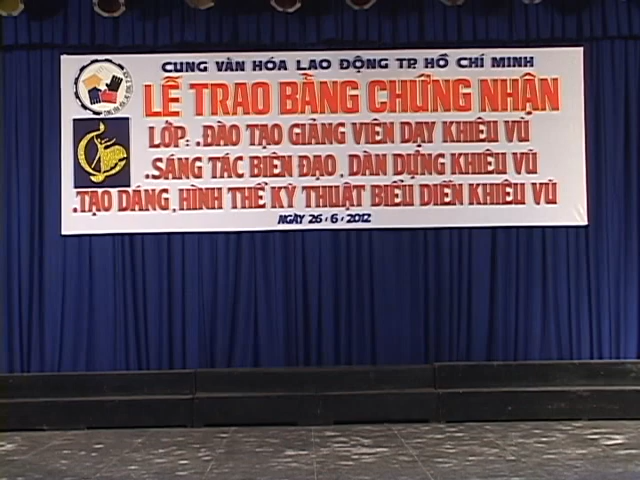 CUNG VĂN HÓA LAO ĐỘNG TP. HỒ CHÍ MINH
LỄ TRAO BẰNG CHỨNG NHẬN
LỚP: .ĐÀO TẠO GIẢNG VIÊN DẠY KHIÊU VŨ
.SÁNG TÁC BIÊN ĐẠO, DÀN DỰNG KHIÊU VŨ
.TẠO DÁNG, HÌNH THỂ KỸ THUẬT BIỂU DIỄN KHIÊU VŨ
NGÀY 26.6.2012